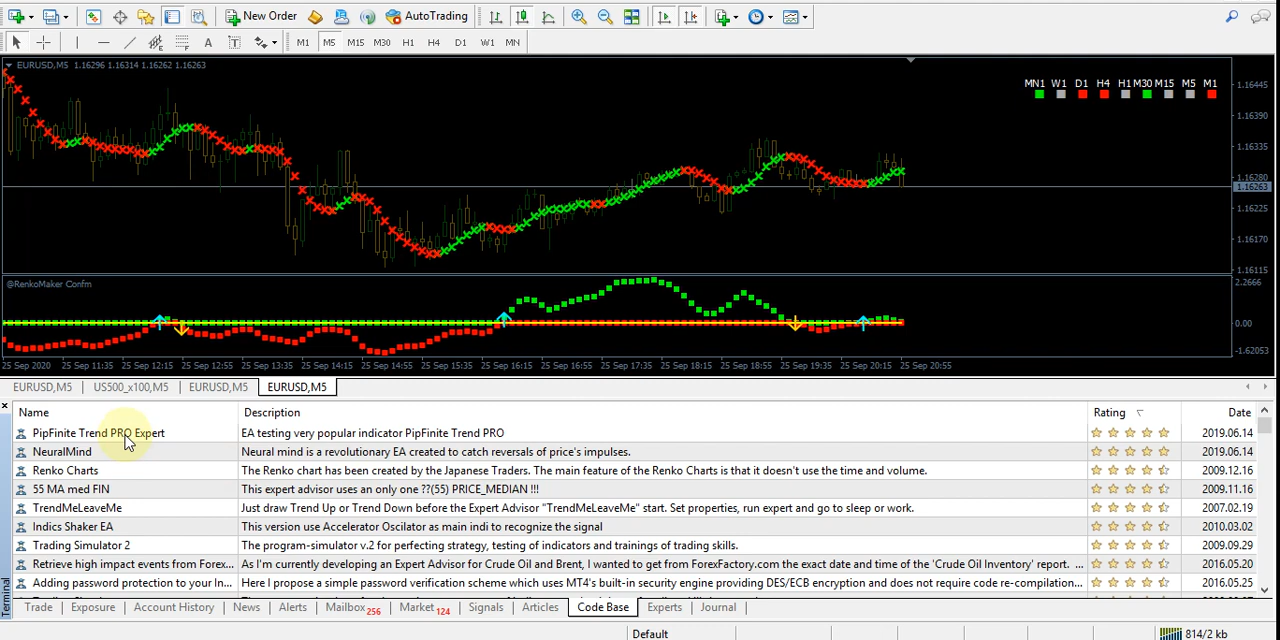 New Order AutoTrading
A T M1 M5 M15 M30 H1 H4 D1 W1 MN
EURUSD,M5 1.16296 1.16314 1.16262 1.16263
MN1 W1 D1 H4 H1 M30 M15 M5 M1
1.16445
1.16390
1.16335
1.16280
1.16263
1.16225
1.16170
1.16115
@RenkoMaker Confm
2.2666
0.00
-1.62053
25 Sep 2020 25 Sep 11:35 25 Sep 12:15 25 Sep 12:55 25 Sep 13:35 25 Sep 14:15 25 Sep 14:55 25 Sep 15:35 25 Sep 16:15 25 Sep 16:55 25 Sep 17:35 25 Sep 18:15 25 Sep 18:55 25 Sep 19:35 25 Sep 20:15 25 Sep 20:55
EURUSD,M5 US500_x100,M5 EURUSD,M5 EURUSD,M5
Name Description Rating Date
PipFinite Trend PRO Expert EA testing very popular indicator PipFinite Trend PRO 2019.06.14
NeuralMind Neural mind is a revolutionary EA created to catch reversals of price's impulses. 2019.06.14
Renko Charts The Renko chart has been created by the Japanese Traders. The main feature of the Renko Charts is that it doesn't use the time and volume. 2009.12.16
55 MA med FIN This expert advisor uses an only one ??(55) PRICE_MEDIAN !!! 2009.11.16
TrendMeLeaveMe Just draw Trend Up or Trend Down before the Expert Advisor "TrendMeLeaveMe" start. Set properties, run expert and go to sleep or work. 2007.02.19
Indics Shaker EA This version use Accelerator Oscilator as main indi to recognize the signal 2010.03.02
Trading Simulator 2 The program-simulator v.2 for perfecting strategy, testing of indicators and trainings of trading skills. 2009.09.29
Retrieve high impact events from Forex... As I'm currently developing an Expert Advisor for Crude Oil and Brent, I wanted to get from ForexFactory.com the exact date and time of the 'Crude Oil Inventory' report. ... 2016.05.20
Adding password protection to your In... Here I propose a simple password verification scheme which uses MT4's built-in security engine providing DES/ECB encryption and does not require code re-compilation... 2016.05.25
Terminal
Trade Exposure Account History News Alerts Mailbox 256 Market 124 Signals Articles Code Base Experts Journal
Default 814/2 kb